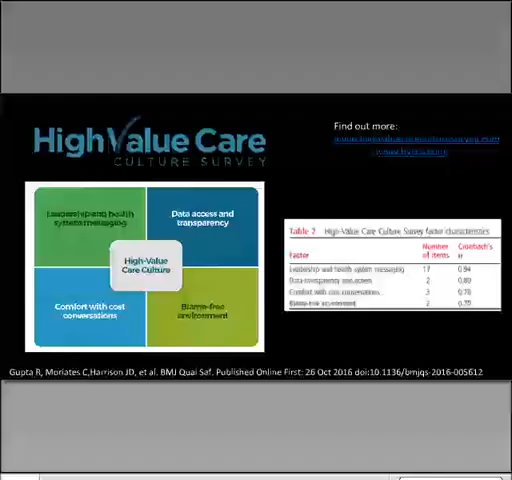 High Value Care
CULTURE SURVEY
Find out more:
Leadership and health
system messaging
Data access and
transparency
High-Value
Care Culture
Comfort with cost
conversations
Blame-free
environment
Table 2 High-Value Care Culture Survey factor characteristics
Factor Number of items Cronbach's α
Leadership and health system messaging 17 0.94
Data transparency and access 2 0.80
Comfort with cost conversations 3 0.78
Blame-free environment 2 0.70
Gupta R, Moriates C,Harrison JD, et al. BMJ Qual Saf. Published Online First: 26 Oct 2016 doi:10.1136/bmjqs-2016-005612